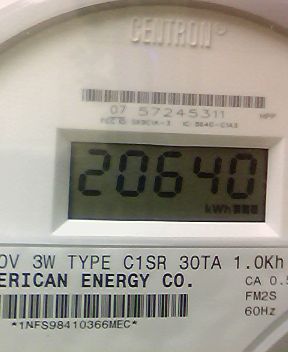 CENTRON®
07 57245311
20640
kWh
0V 3W TYPE C1SR 30TA 1.0Kh
ERICAN ENERGY CO.
CA 0.5
FM2S
60Hz
*1NFS98410366MEC*